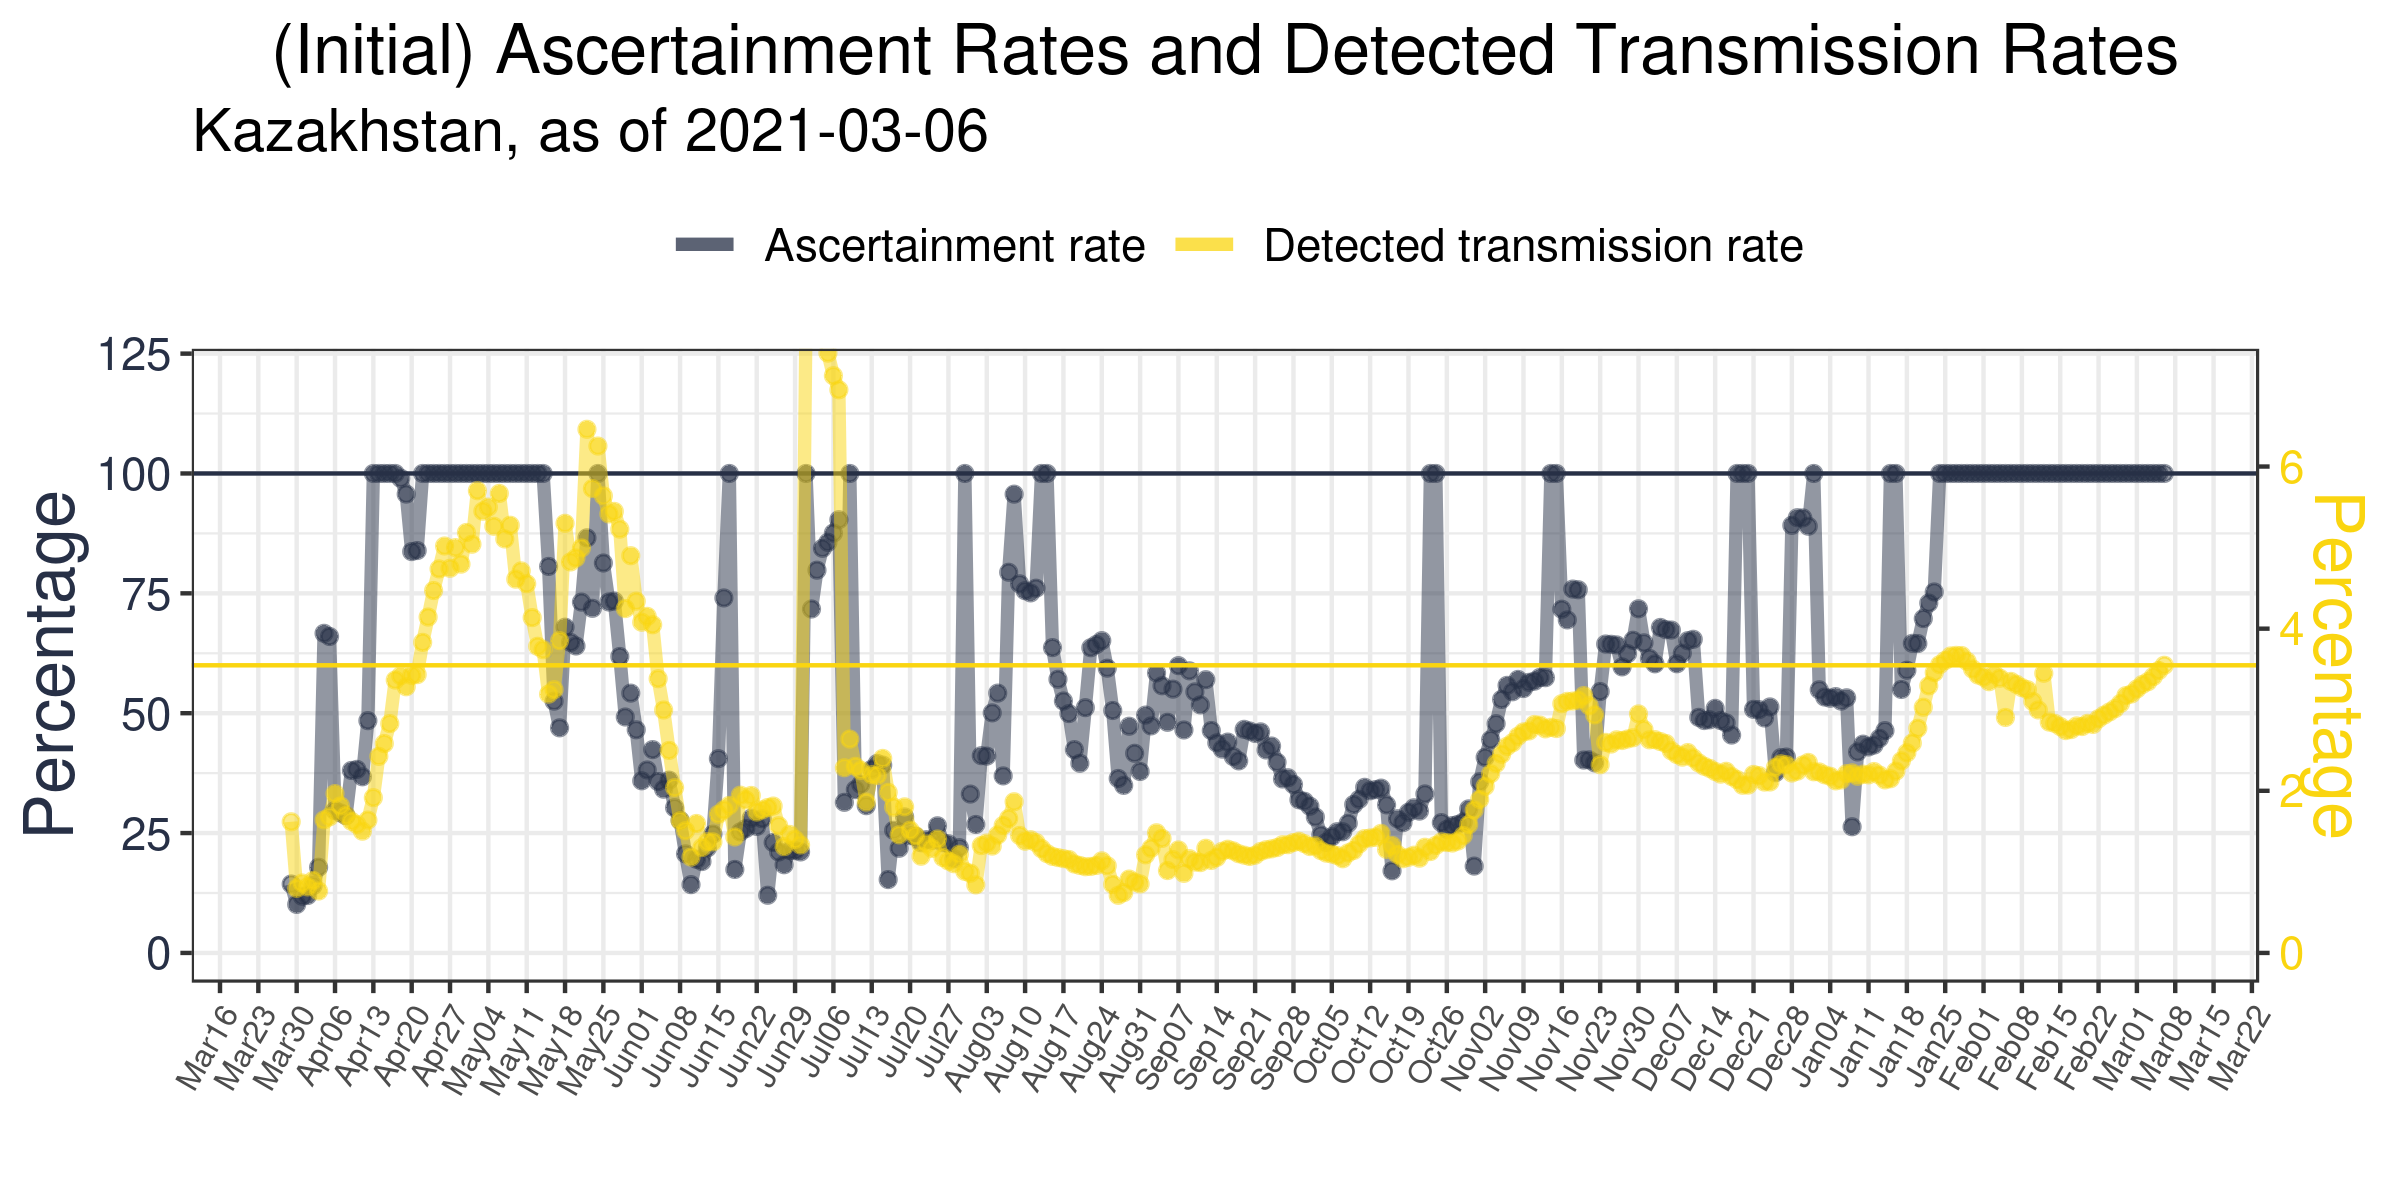 (Initial) Ascertainment Rates and Detected Transmission Rates
Kazakhstan, as of 2021-03-06
Ascertainment rate
Detected transmission rate
Percentage
125
100
75
50
25
0
6
4
2
0
Percentage
Mar16
Mar23
Mar30
Apr06
Apr13
Apr20
Apr27
May04
May11
May18
May25
Jun01
Jun08
Jun15
Jun22
Jun29
Jul06
Jul13
Jul20
Jul27
Aug03
Aug10
Aug17
Aug24
Aug31
Sep07
Sep14
Sep21
Sep28
Oct05
Oct12
Oct19
Oct26
Nov02
Nov09
Nov16
Nov23
Nov30
Dec07
Dec14
Dec21
Dec28
Jan04
Jan11
Jan18
Jan25
Feb01
Feb08
Feb15
Feb22
Mar01
Mar08
Mar15
Mar22